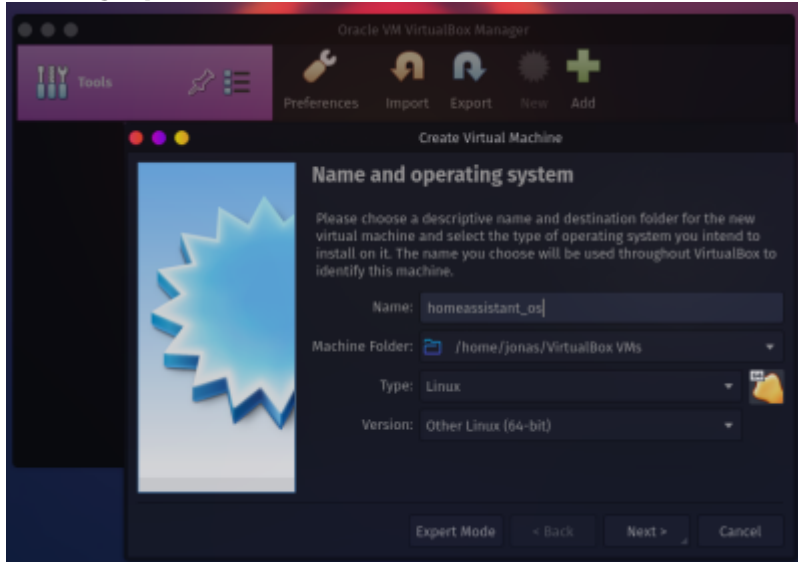 Oracle VM VirtualBox Manager
Tools
Preferences Import Export New Add
Create Virtual Machine
Name and operating system
Please choose a descriptive name and destination folder for the new
virtual machine and select the type of operating system you intend to
install on it. The name you choose will be used throughout VirtualBox to
identify this machine.
Name: homeassistant_os
Machine Folder: /home/jonas/VirtualBox VMs
Type: Linux
64
Version: Other Linux (64-bit)
Expert Mode < Back Next > Cancel